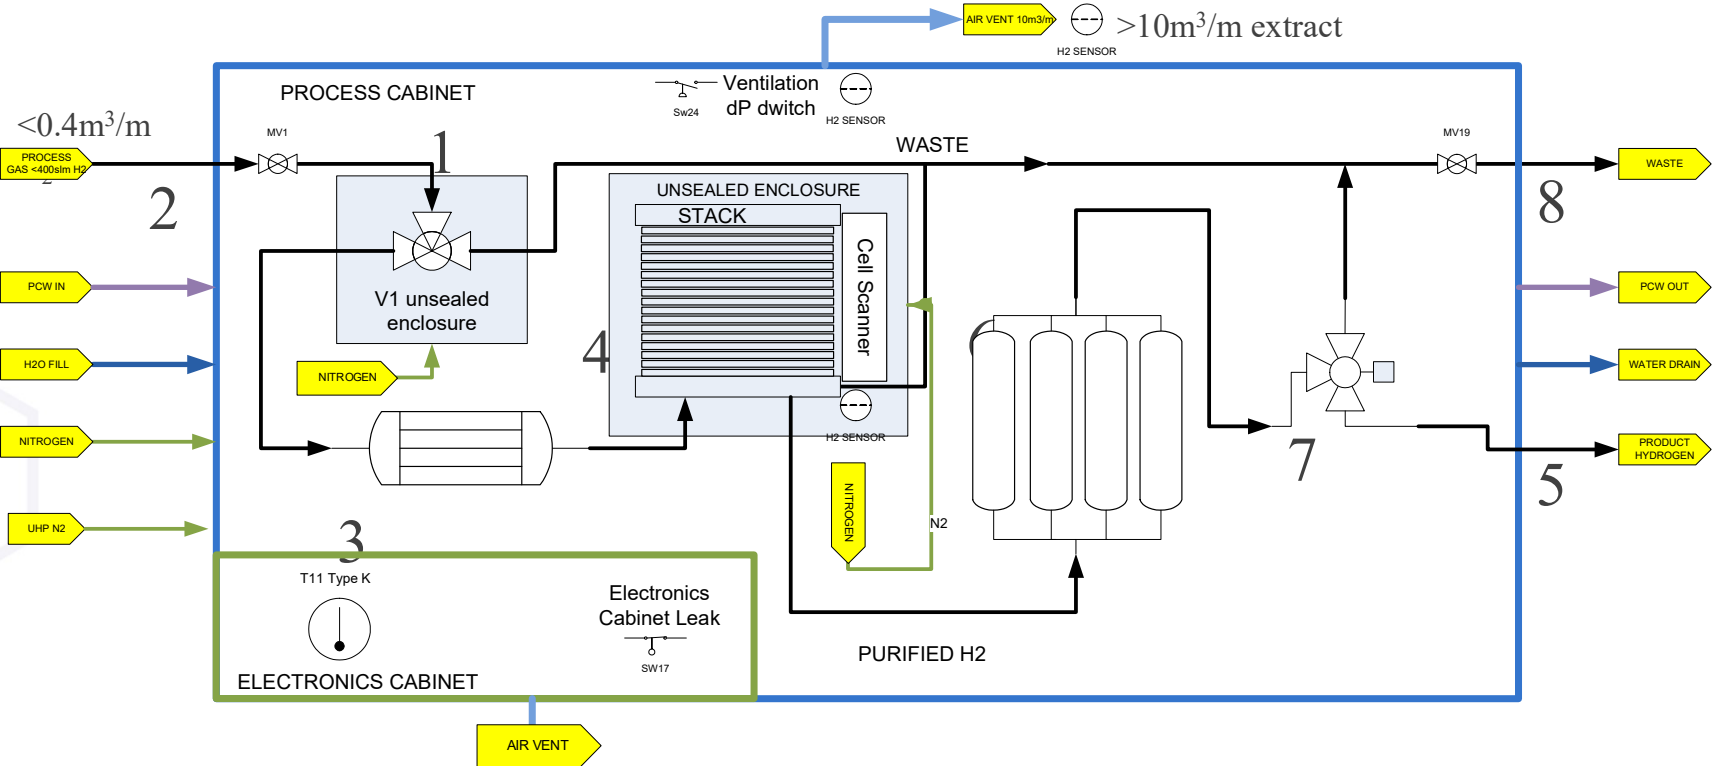 AIR VENT 10m3/m
>10m³/m extract
H2 SENSOR
PROCESS CABINET
Sw24
Ventilation
dP dwitch
H2 SENSOR
<0.4m³/m
PROCESS
GAS <400slm H2
2
2
MV1
1
WASTE
MV19
WASTE
8
UNSEALED ENCLOSURE
STACK
Cell Scanner
V1 unsealed
enclosure
NITROGEN
PCW IN
PCW OUT
H2O FILL
4
6
WATER DRAIN
NITROGEN
H2 SENSOR
7
PRODUCT
HYDROGEN
5
UHP N2
NITROGEN
N2
3
T11 Type K
Electronics
Cabinet Leak
SW17
PURIFIED H2
ELECTRONICS CABINET
AIR VENT